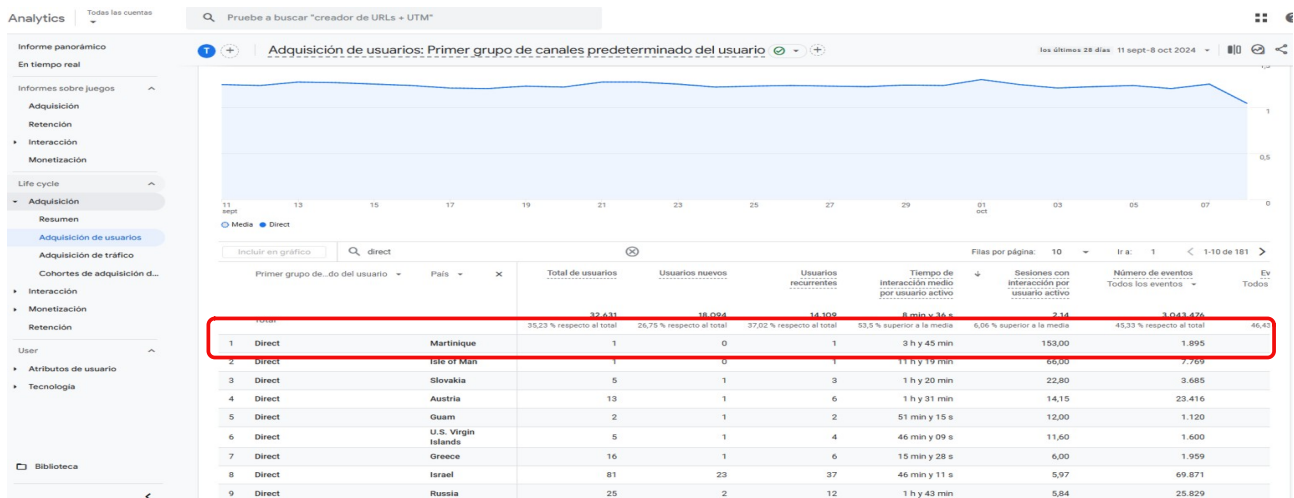 Analytics
Todas las cuentas
Pruebe a buscar "creador de URLs + UTM"
Informe panorámico
En tiempo real
Informes sobre juegos
Adquisición
Retención
Interacción
Monetización
Life cycle
Adquisición
Resumen
Adquisición de usuarios
Adquisición de tráfico
Cohortes de adquisición d...
Interacción
Monetización
Retención
User
Atributos de usuario
Tecnología
Biblioteca
T
Adquisición de usuarios: Primer grupo de canales predeterminado del usuario
los últimos 28 días 11 sept-8 oct 2024
1,5
1
0,5
0
11 13 15 17 19 21 23 25 27 29 01 03 05 07
sept oct
Media Direct
Incluir en gráfico direct Filas por página: 10 Ir a: 1 1-10 de 181
Primer grupo de...do del usuario País Total de usuarios Usuarios nuevos Usuarios recurrentes Tiempo de interacción medio por usuario activo Sesiones con interacción por usuario activo Número de eventos Todos los eventos Ev Todos
Total 32.631 18.094 14.109 8 min y 36 s 2,14 3.043.476
35,23 % respecto al total 26,75 % respecto al total 37,02 % respecto al total 53,5 % superior a la media 6,06 % superior a la media 45,33 % respecto al total 46,43
1 Direct Martinique 1 0 1 3 h y 45 min 153,00 1.895
2 Direct Isle of Man 1 0 1 11 h y 19 min 66,00 7.769
3 Direct Slovakia 5 1 3 1 h y 20 min 22,80 3.685
4 Direct Austria 13 1 6 1 h y 31 min 14,15 23.416
5 Direct Guam 2 1 2 51 min y 15 s 12,00 1.120
6 Direct U.S. Virgin Islands 5 1 4 46 min y 09 s 11,60 1.600
7 Direct Greece 16 1 6 15 min y 28 s 6,00 1.959
8 Direct Israel 81 23 37 46 min y 11 s 5,97 69.871
9 Direct Russia 25 2 12 1 h y 43 min 5,84 25.829